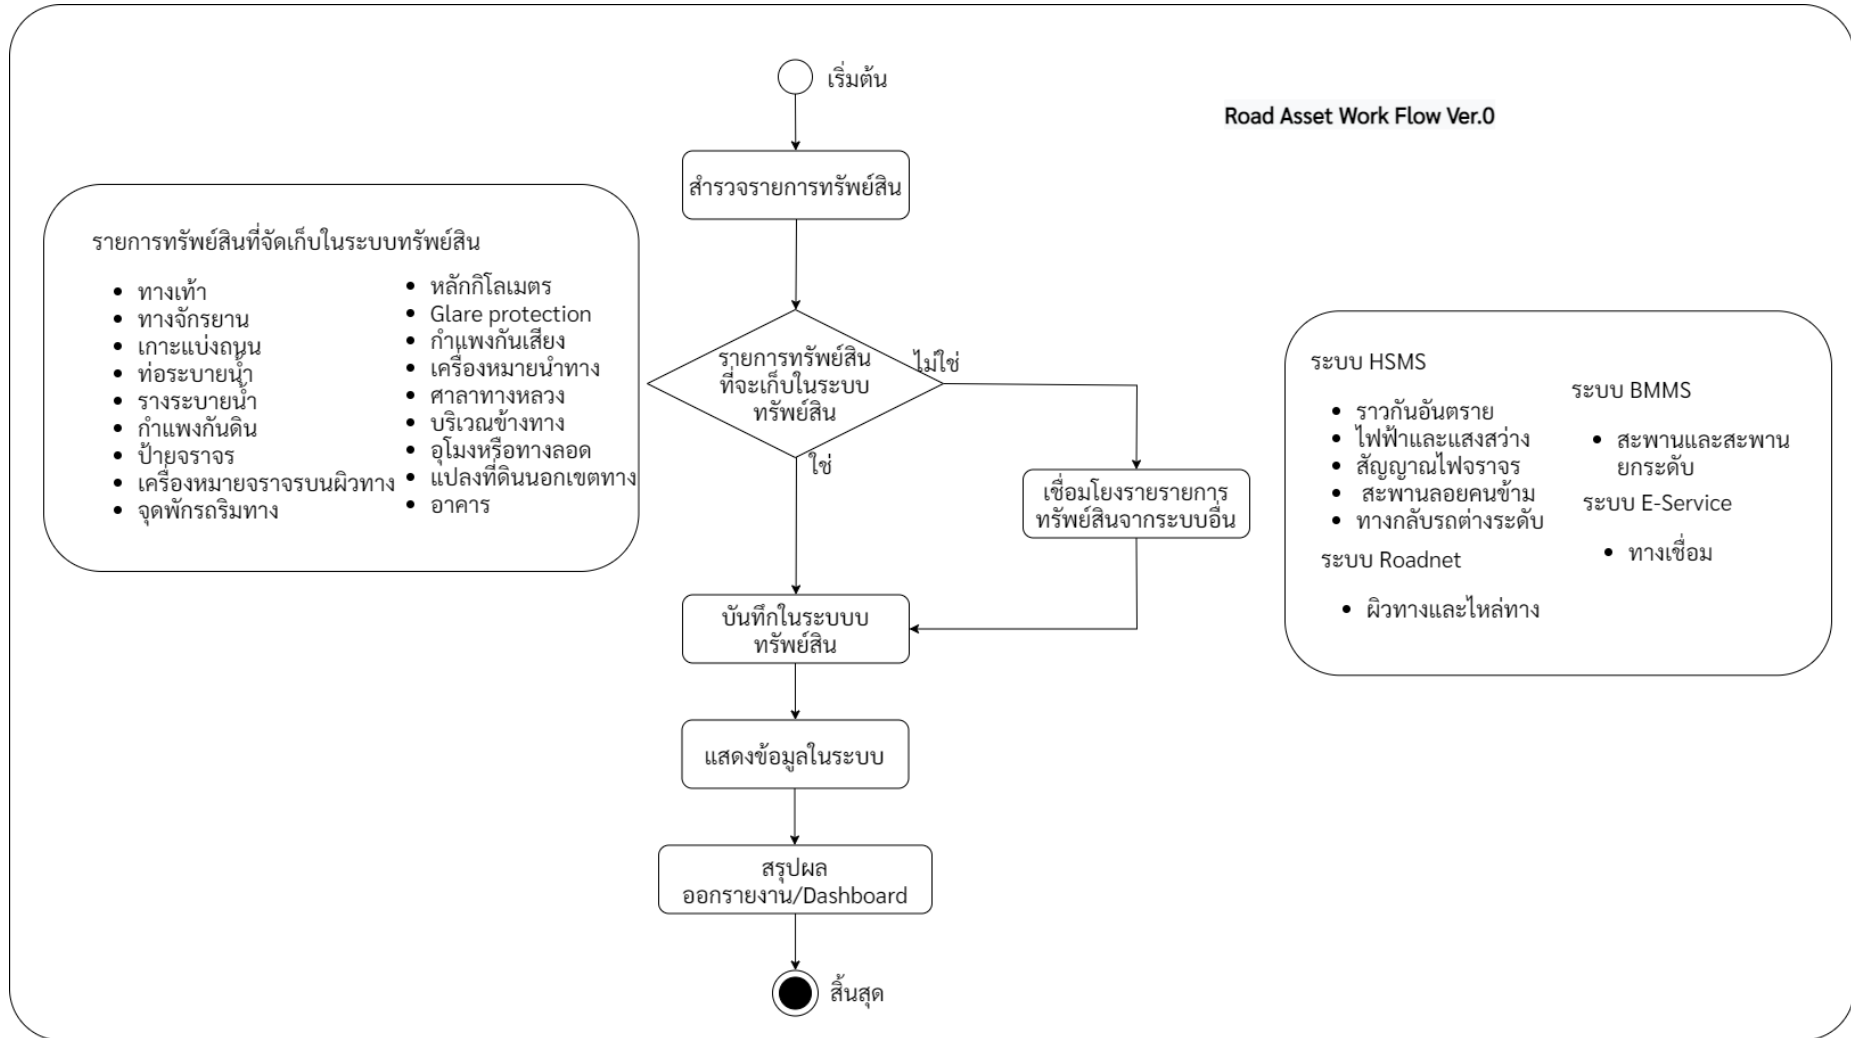 เริ่มต้น
Road Asset Work Flow Ver.0
สำรวจรายการทรัพย์สิน
รายการทรัพย์สินที่จัดเก็บในระบบทรัพย์สิน
ทางเท้า
ทางจักรยาน
เกาะแบ่งถนน
ท่อระบายน้ำ
รางระบายน้ำ
กำแพงกันดิน
ป้ายจราจร
เครื่องหมายจราจรบนผิวทาง
จุดพักรถริมทาง
หลักกิโลเมตร
Glare protection
กำแพงกันเสียง
เครื่องหมายนำทาง
ศาลาทางหลวง
บริเวณข้างทาง
อุโมงหรือทางลอด
แปลงที่ดินนอกเขตทาง
อาคาร
รายการทรัพย์สิน
ที่จะเก็บในระบบ
ทรัพย์สิน
ไม่ใช่
ใช่
เชื่อมโยงรายรายการ
ทรัพย์สินจากระบบอื่น
ระบบ HSMS
ราวกันอันตราย
ไฟฟ้าและแสงสว่าง
สัญญาณไฟจราจร
สะพานลอยคนข้าม
ทางกลับรถต่างระดับ
ระบบ Roadnet
ผิวทางและไหล่ทาง
ระบบ BMMS
สะพานและสะพาน
ยกระดับ
ระบบ E-Service
ทางเชื่อม
บันทึกในระบบบ
ทรัพย์สิน
แสดงข้อมูลในระบบ
สรุปผล
ออกรายงาน/Dashboard
สิ้นสุด